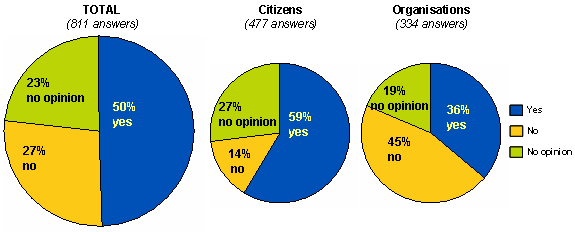 TOTAL
(811 answers)
23%
no opinion
50%
yes
27%
no
Citizens
(477 answers)
27%
no opinion
59%
yes
14%
no
Organisations
(334 answers)
19%
no opinion
36%
yes
45%
no
Yes
No
No opinion